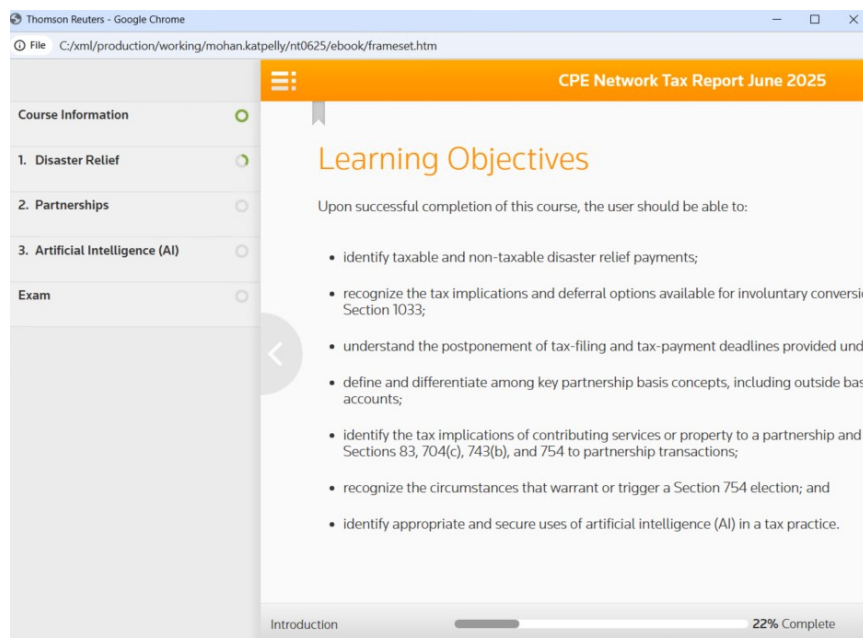 Thomson Reuters - Google Chrome
File C:/xml/production/working/mohan.katpelly/nt0625/ebook/frameset.htm
CPE Network Tax Report June 2025
Course Information
1. Disaster Relief
2. Partnerships
3. Artificial Intelligence (AI)
Exam
Learning Objectives
Upon successful completion of this course, the user should be able to:
• identify taxable and non-taxable disaster relief payments;
• recognize the tax implications and deferral options available for involuntary conversi
Section 1033;
• understand the postponement of tax-filing and tax-payment deadlines provided und
• define and differentiate among key partnership basis concepts, including outside bas
accounts;
• identify the tax implications of contributing services or property to a partnership and
Sections 83, 704(c), 743(b), and 754 to partnership transactions;
• recognize the circumstances that warrant or trigger a Section 754 election; and
• identify appropriate and secure uses of artificial intelligence (AI) in a tax practice.
Introduction
22% Complete